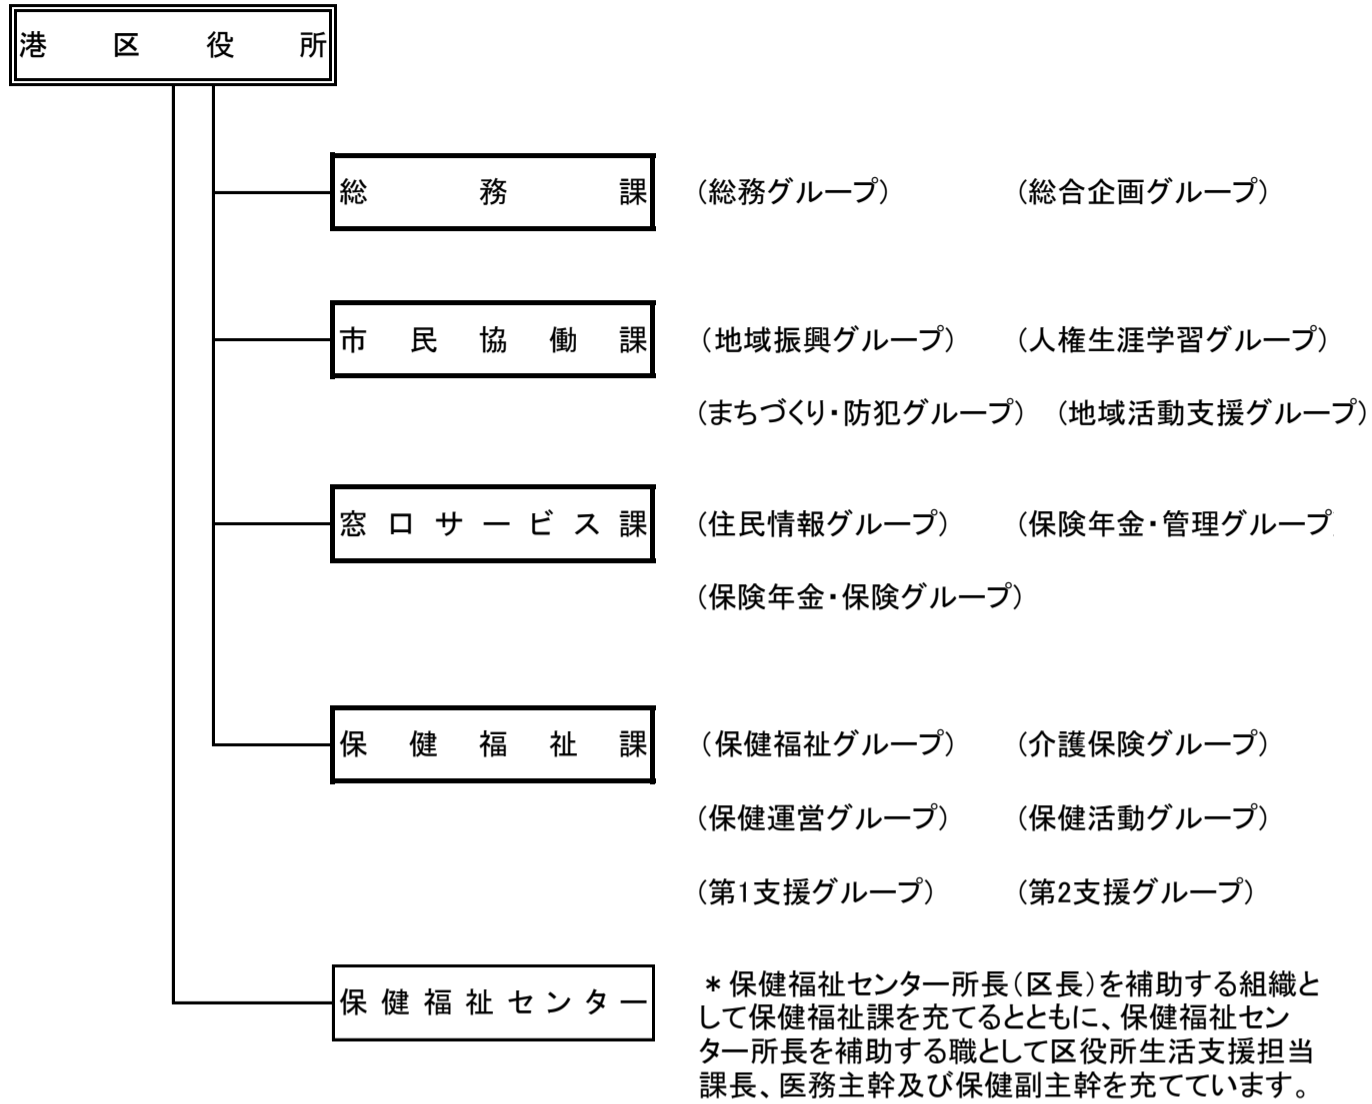 港区役所
総務課 (総務グループ) (総合企画グループ)
市民協働課 (地域振興グループ) (人権生涯学習グループ)
(まちづくり・防犯グループ) (地域活動支援グループ)
窓口サービス課 (住民情報グループ) (保険年金・管理グループ
(保険年金・保険グループ)
保健福祉課 (保健福祉グループ) (介護保険グループ)
(保健運営グループ) (保健活動グループ)
(第1支援グループ) (第2支援グループ)
保健福祉センター
*保健福祉センター所長(区長)を補助する組織と
して保健福祉課を充てるとともに、保健福祉セン
ター所長を補助する職として区役所生活支援担当
課長、医務主幹及び保健副主幹を充てています。